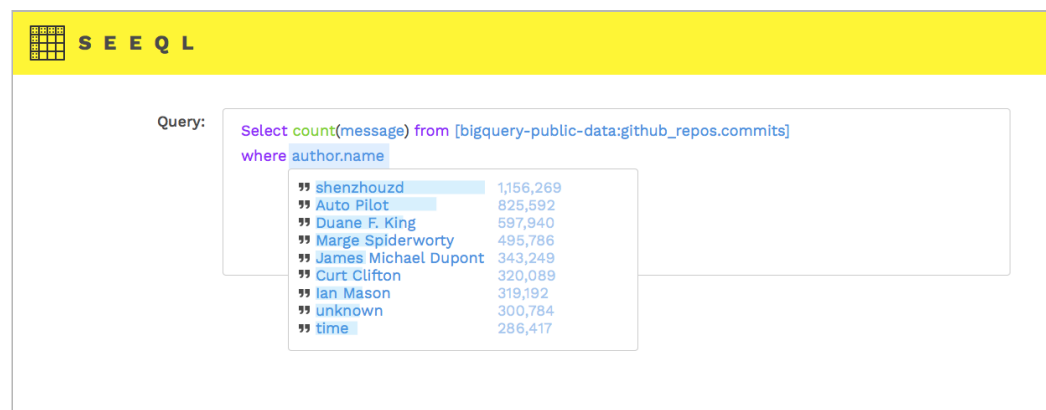 SEEQL
Query:
Select count(message) from [bigquery-public-data:github_repos.commits]
where author.name
❞ shenzhouzd 1,156,269
❞ Auto Pilot 825,592
❞ Duane F. King 597,940
❞ Marge Spiderworty 495,786
❞ James Michael Dupont 343,249
❞ Curt Clifton 320,089
❞ Ian Mason 319,192
❞ unknown 300,784
❞ time 286,417